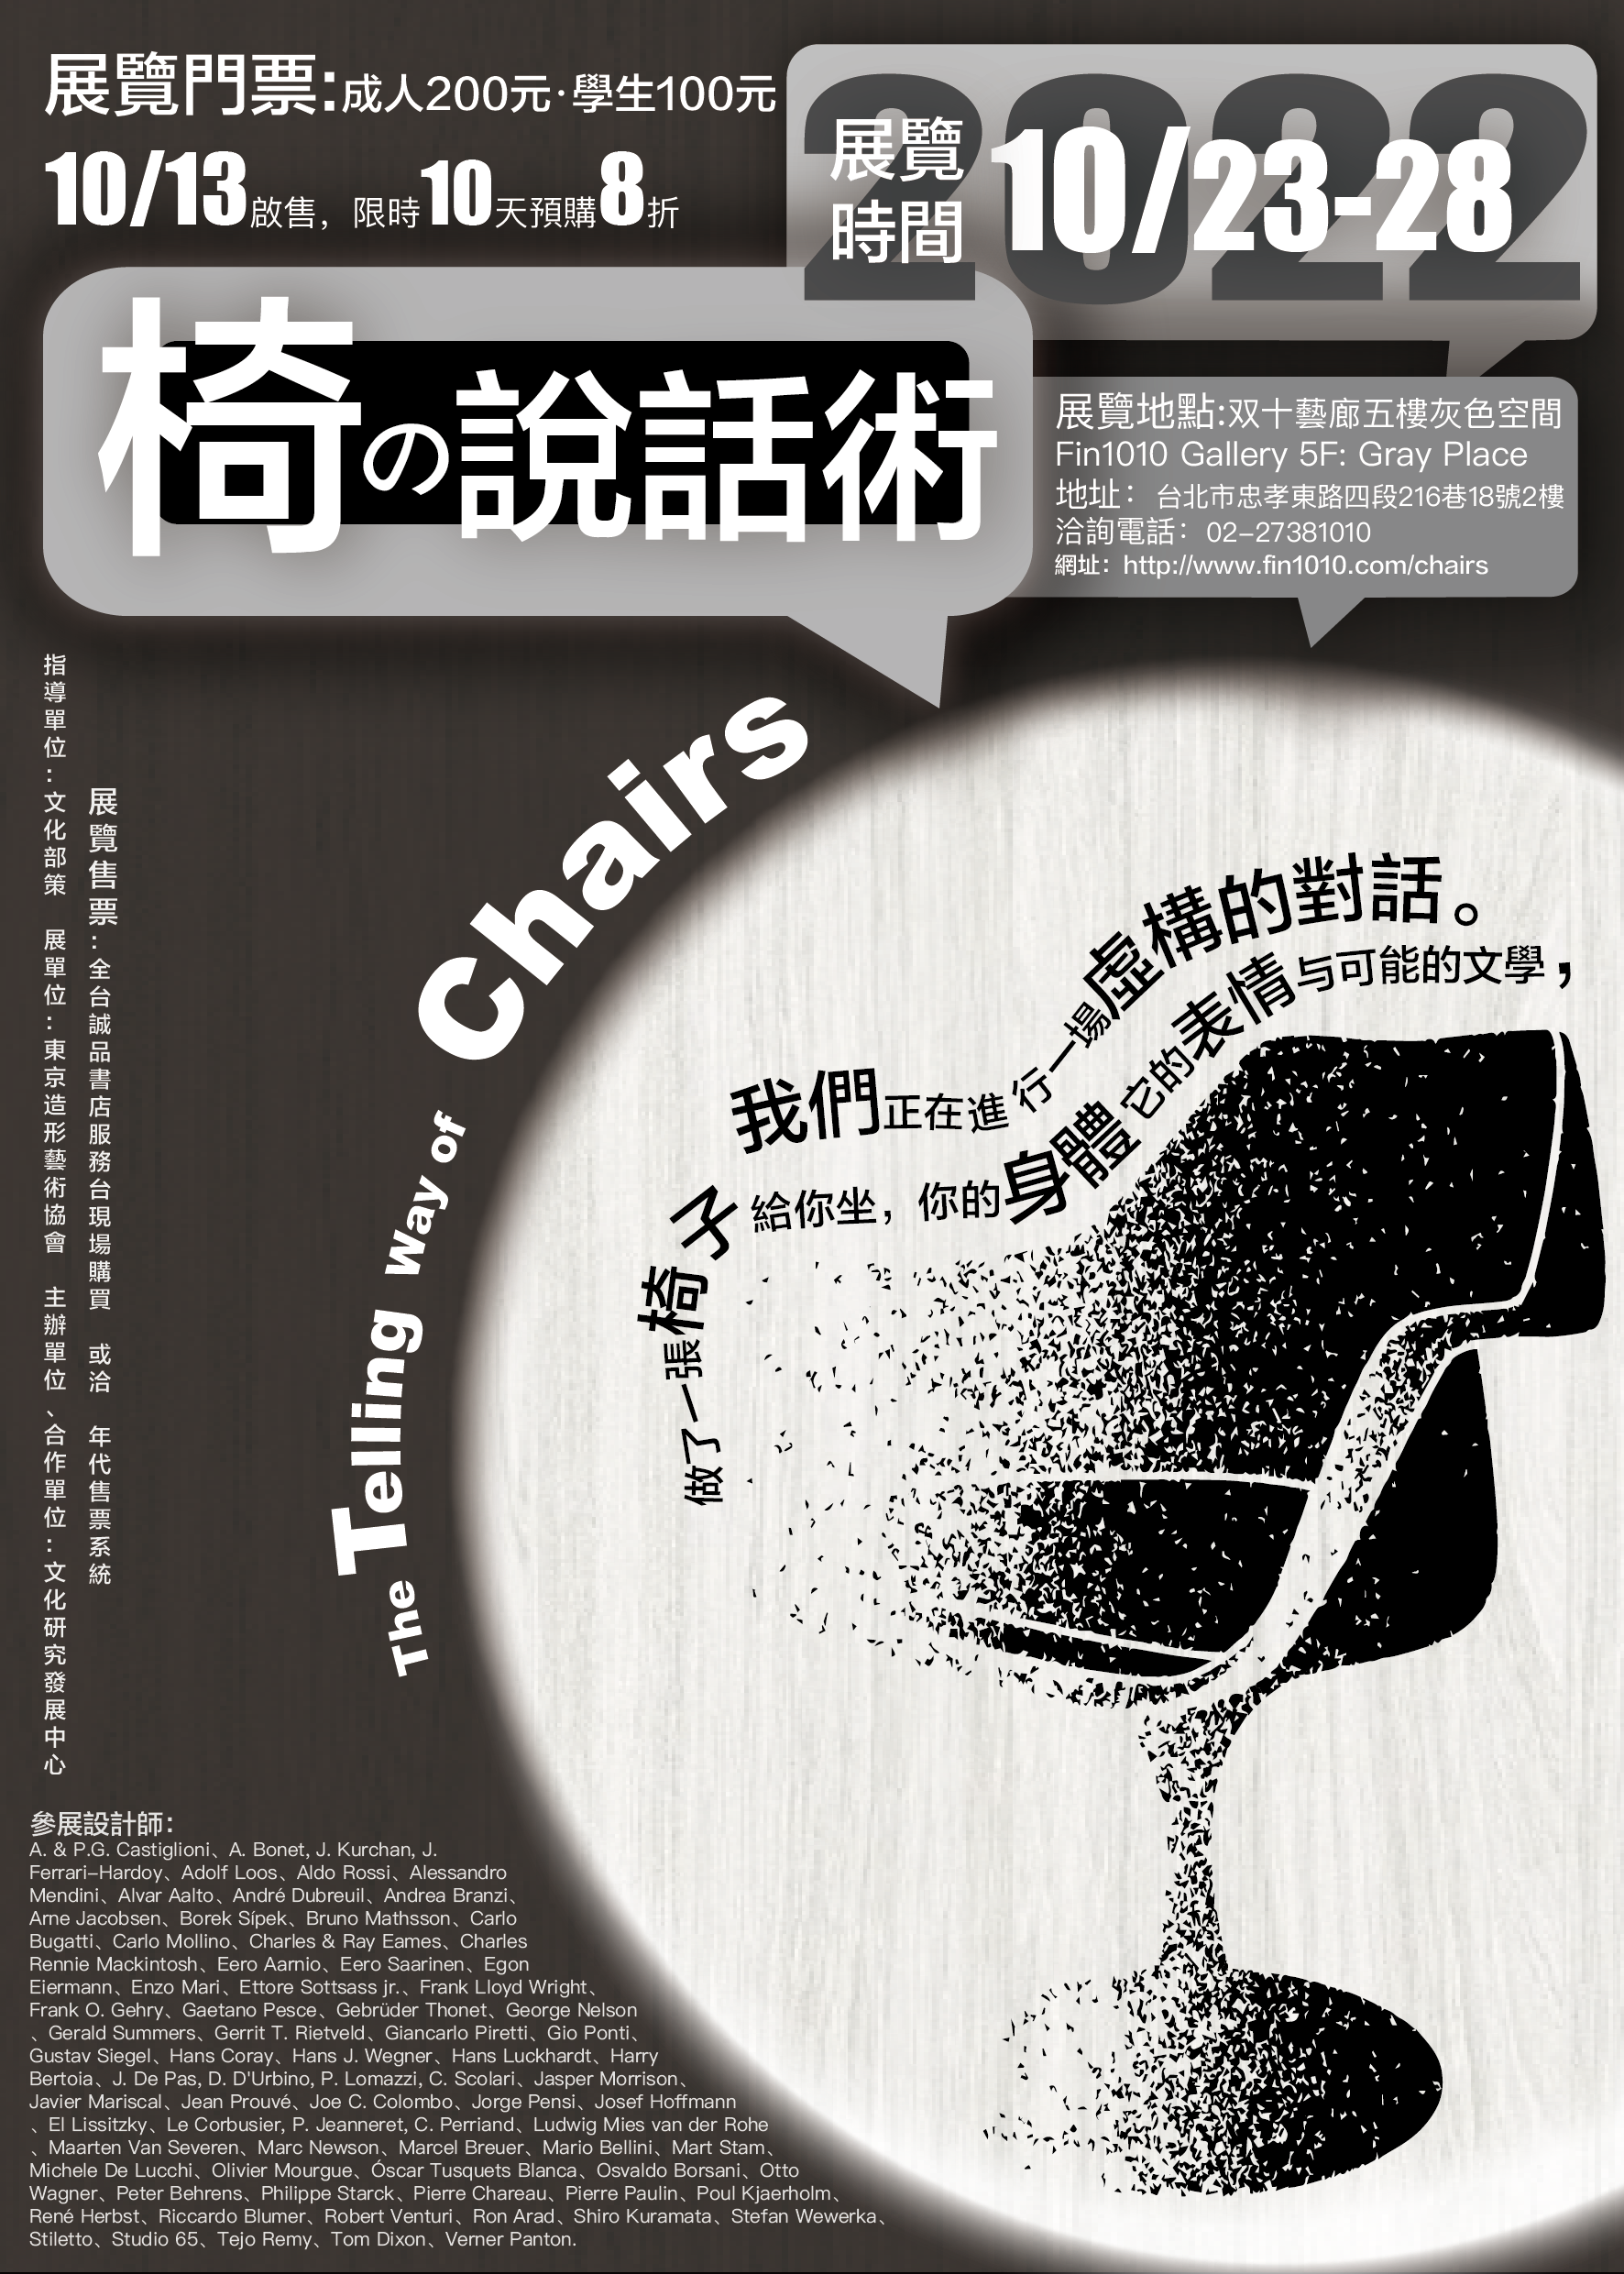 展覽門票:成人200元·學生100元
10/13啟售，限時10天預購8折
2022
展覽時間 10/23-28
椅の說話術
展覽地點:双十藝廊五樓灰色空間
Fin1010 Gallery 5F: Gray Place
地址：台北市忠孝東路四段216巷18號2樓
洽詢電話：02-27381010
網址：http://www.fin1010.com/chairs
The Telling Way of Chairs
指導單位：文化部策 展單位：東京造形藝術協會 主辦單位、合作單位：文化研究發展中心
展覽售票：全台誠品書店服務台現場購買 或洽 年代售票系統
做了一張椅子給你坐，你的身體它的表情与可能的文學，
我們正在進行一場虛構的對話。
參展設計師：
A. & P.G. Castiglioni、A. Bonet, J. Kurchan, J.
Ferrari-Hardoy、Adolf Loos、Aldo Rossi、Alessandro
Mendini、Alvar Aalto、André Dubreuil、Andrea Branzi、
Arne Jacobsen、Borek Sípek、Bruno Mathsson、Carlo
Bugatti、Carlo Mollino、Charles & Ray Eames、Charles
Rennie Mackintosh、Eero Aarnio、Eero Saarinen、Egon
Eiermann、Enzo Mari、Ettore Sottsass jr.、Frank Lloyd Wright、
Frank O. Gehry、Gaetano Pesce、Gebrüder Thonet、George Nelson
、Gerald Summers、Gerrit T. Rietveld、Giancarlo Piretti、Gio Ponti、
Gustav Siegel、Hans Coray、Hans J. Wegner、Hans Luckhardt、Harry
Bertoia、J. De Pas, D. D'Urbino, P. Lomazzi, C. Scolari、Jasper Morrison、
Javier Mariscal、Jean Prouvé、Joe C. Colombo、Jorge Pensi、Josef Hoffmann
、El Lissitzky、Le Corbusier, P. Jeanneret, C. Perriand、Ludwig Mies van der Rohe
、Maarten Van Severen、Marc Newson、Marcel Breuer、Mario Bellini、Mart Stam、
Michele De Lucchi、Olivier Mourgue、Óscar Tusquets Blanca、Osvaldo Borsani、Otto
Wagner、Peter Behrens、Philippe Starck、Pierre Chareau、Pierre Paulin、Poul Kjaerholm、
René Herbst、Riccardo Blumer、Robert Venturi、Ron Arad、Shiro Kuramata、Stefan Wewerka、
Stiletto、Studio 65、Tejo Remy、Tom Dixon、Verner Panton.